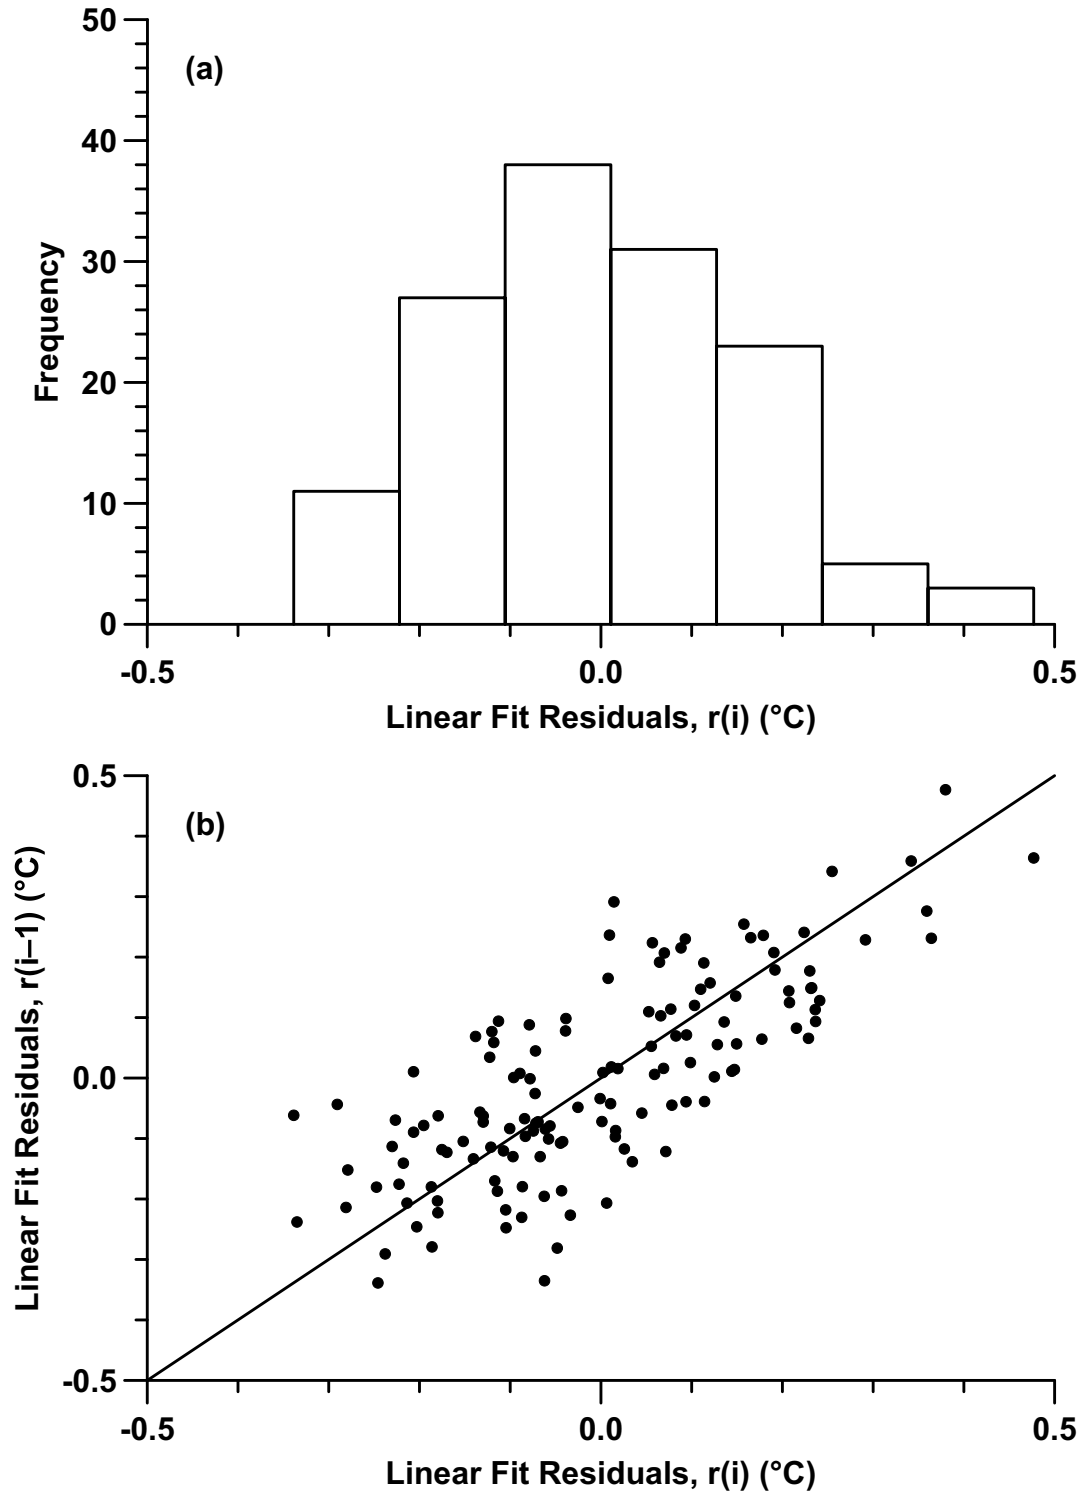 50
(a)
40
30
20
10
0
Frequency
-0.5
0.0
0.5
Linear Fit Residuals, r(i) (°C)
0.5
(b)
0.0
-0.5
Linear Fit Residuals, r(i–1) (°C)
-0.5
0.0
0.5
Linear Fit Residuals, r(i) (°C)